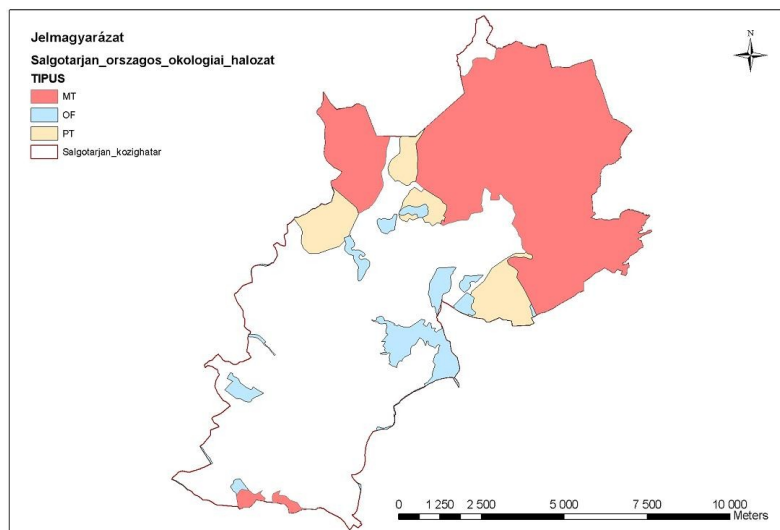 Jelmagyarázat
Salgotarjan_orszagos_okologiai_halozat
TIPUS
MT
OF
PT
Salgotarjan_kozighatar
N
0 1 250 2 500 5 000 7 500 10 000
Meters